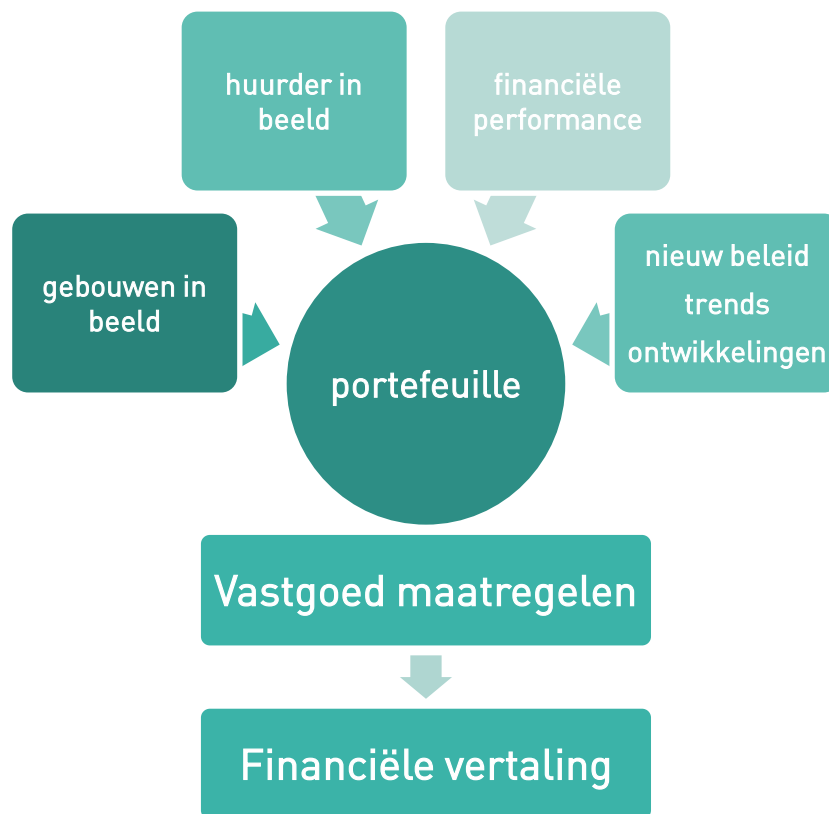 huurder in
beeld
financiële
performance
gebouwen in
beeld
nieuw beleid
trends
ontwikkelingen
portefeuille
Vastgoed maatregelen
Financiële vertaling